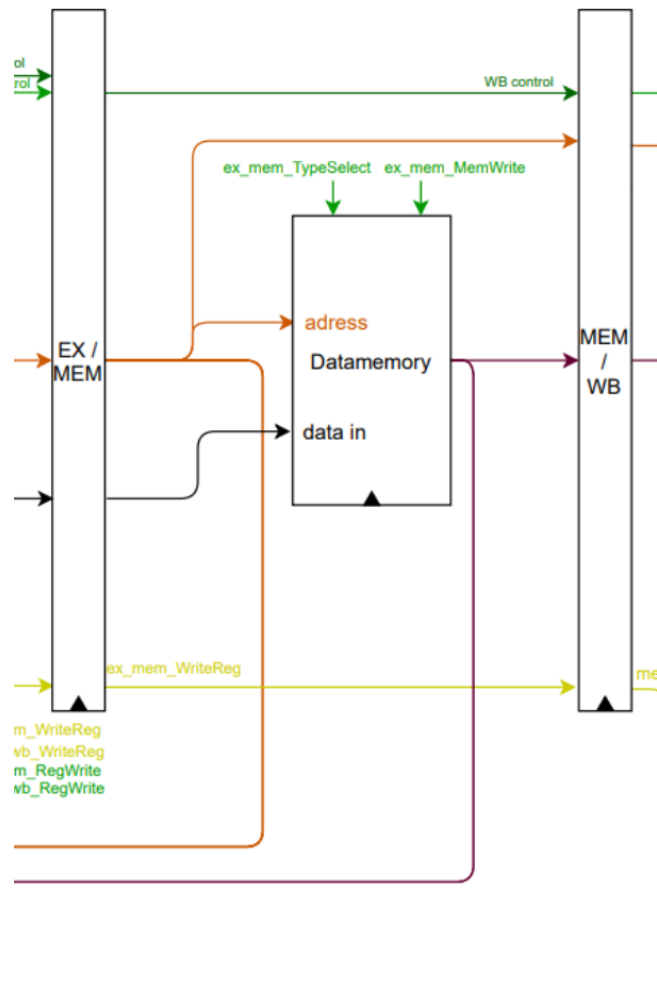 ol
rol
WB control
ex_mem_TypeSelect ex_mem_MemWrite
adress
EX /
MEM
Datamemory
MEM
/
WB
data in
ex_mem_WriteReg
me
m_WriteReg
wb_WriteReg
m_RegWrite
wb_RegWrite